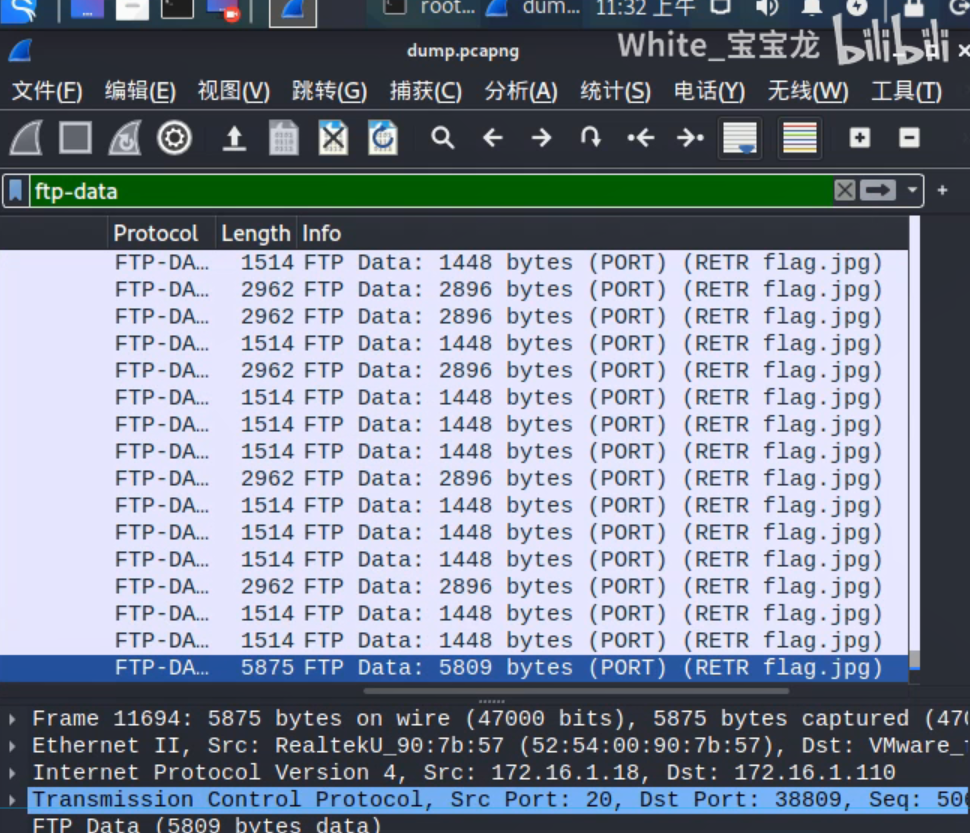 root... dum... 11:32 上午
dump.pcapng
White_宝宝龙 bilibili
文件(F) 编辑(E) 视图(V) 跳转(G) 捕获(C) 分析(A) 统计(S) 电话(Y) 无线(W) 工具(T)
ftp-data
Protocol Length Info
FTP-DA… 1514 FTP Data: 1448 bytes (PORT) (RETR flag.jpg)
FTP-DA… 2962 FTP Data: 2896 bytes (PORT) (RETR flag.jpg)
FTP-DA… 2962 FTP Data: 2896 bytes (PORT) (RETR flag.jpg)
FTP-DA… 1514 FTP Data: 1448 bytes (PORT) (RETR flag.jpg)
FTP-DA… 2962 FTP Data: 2896 bytes (PORT) (RETR flag.jpg)
FTP-DA… 1514 FTP Data: 1448 bytes (PORT) (RETR flag.jpg)
FTP-DA… 1514 FTP Data: 1448 bytes (PORT) (RETR flag.jpg)
FTP-DA… 1514 FTP Data: 1448 bytes (PORT) (RETR flag.jpg)
FTP-DA… 2962 FTP Data: 2896 bytes (PORT) (RETR flag.jpg)
FTP-DA… 1514 FTP Data: 1448 bytes (PORT) (RETR flag.jpg)
FTP-DA… 1514 FTP Data: 1448 bytes (PORT) (RETR flag.jpg)
FTP-DA… 1514 FTP Data: 1448 bytes (PORT) (RETR flag.jpg)
FTP-DA… 2962 FTP Data: 2896 bytes (PORT) (RETR flag.jpg)
FTP-DA… 1514 FTP Data: 1448 bytes (PORT) (RETR flag.jpg)
FTP-DA… 1514 FTP Data: 1448 bytes (PORT) (RETR flag.jpg)
FTP-DA… 5875 FTP Data: 5809 bytes (PORT) (RETR flag.jpg)
Frame 11694: 5875 bytes on wire (47000 bits), 5875 bytes captured (470
Ethernet II, Src: RealtekU_90:7b:57 (52:54:00:90:7b:57), Dst: VMware_
Internet Protocol Version 4, Src: 172.16.1.18, Dst: 172.16.1.110
Transmission Control Protocol, Src Port: 20, Dst Port: 38809, Seq: 50
FTP Data (5809 bytes data)